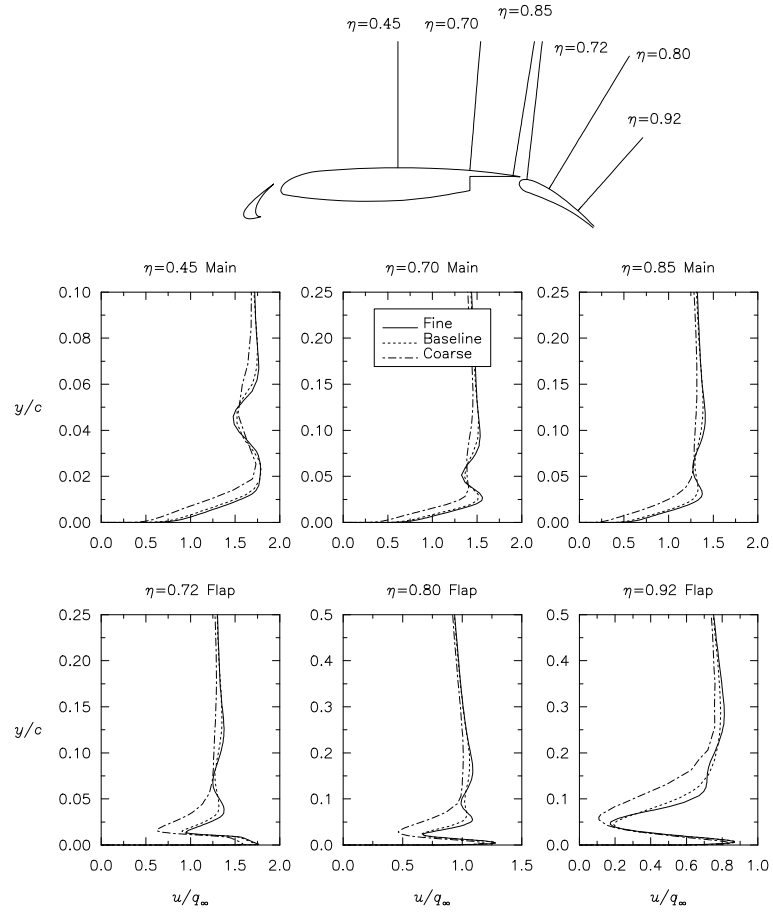 η=0.85
η=0.45
η=0.70
η=0.72
η=0.80
η=0.92
η=0.45 Main
0.10
0.08
0.06
0.04
0.02
0.00
y/c
0.0 0.5 1.0 1.5 2.0
η=0.70 Main
0.25
0.25
0.15
0.10
0.05
0.00
Fine
Baseline
Coarse
0.0 0.5 1.0 1.5 2.0
η=0.85 Main
0.25
0.25
0.15
0.10
0.05
0.00
0.0 0.5 1.0 1.5 2.0
η=0.72 Flap
0.25
0.25
0.15
0.10
0.05
0.00
y/c
0.0 0.5 1.0 1.5 2.0
u/q∞
η=0.80 Flap
0.5
0.4
0.3
0.2
0.1
0.0
0.0 0.5 1.0 1.5
u/q∞
η=0.92 Flap
0.5
0.4
0.3
0.2
0.1
0.0
0.0 0.2 0.4 0.6 0.8 1.0
u/q∞